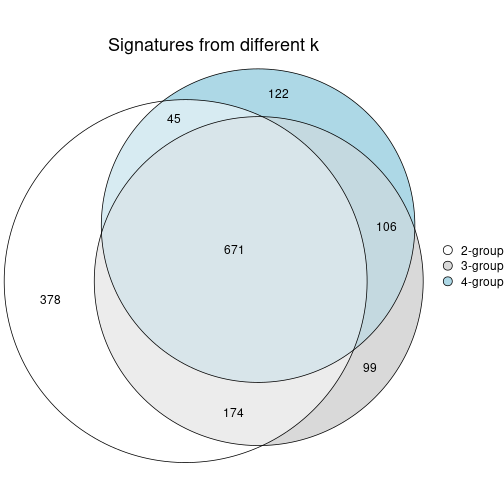 Signatures from different k
122
45
106
671
378
99
174
2-group
3-group
4-group